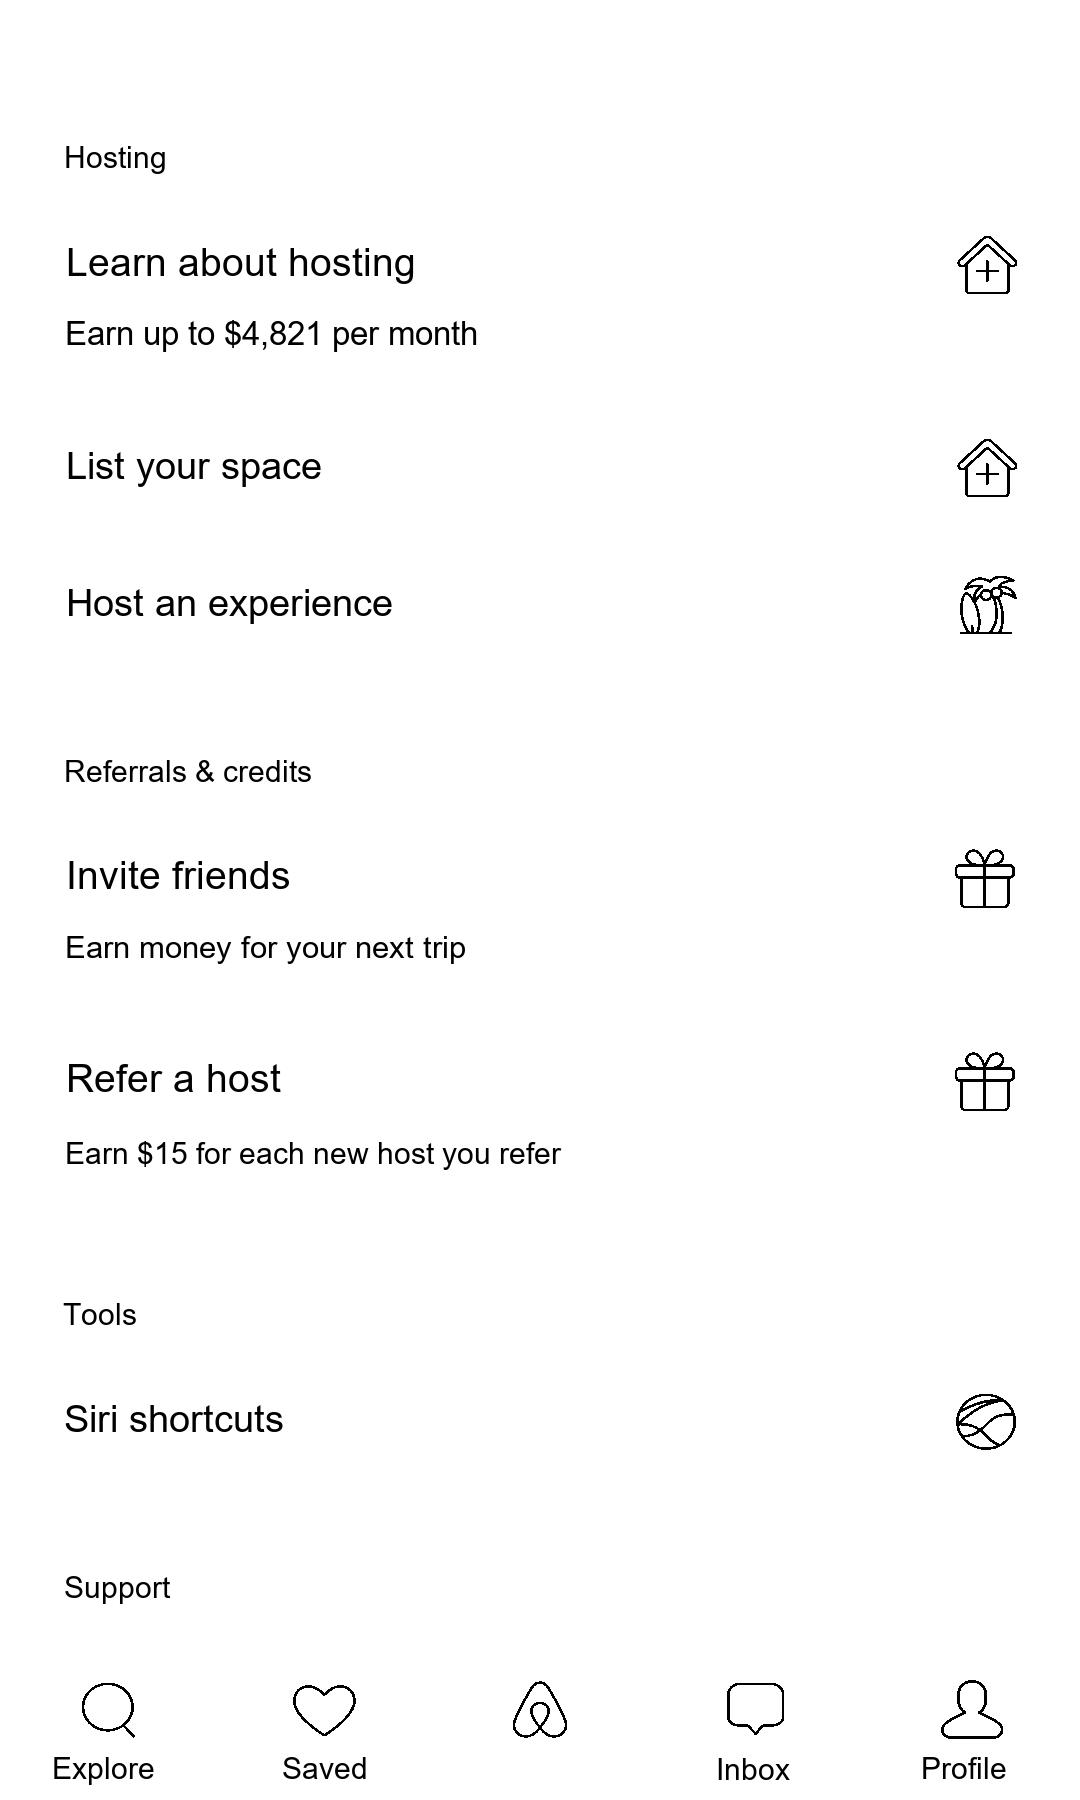 Hosting
Learn about hosting
Earn up to $4,821 per month
List your space
Host an experience
Referrals & credits
Invite friends
Earn money for your next trip
Refer a host
Earn $15 for each new host you refer
Tools
Siri shortcuts
Support
Explore Saved Inbox Profile